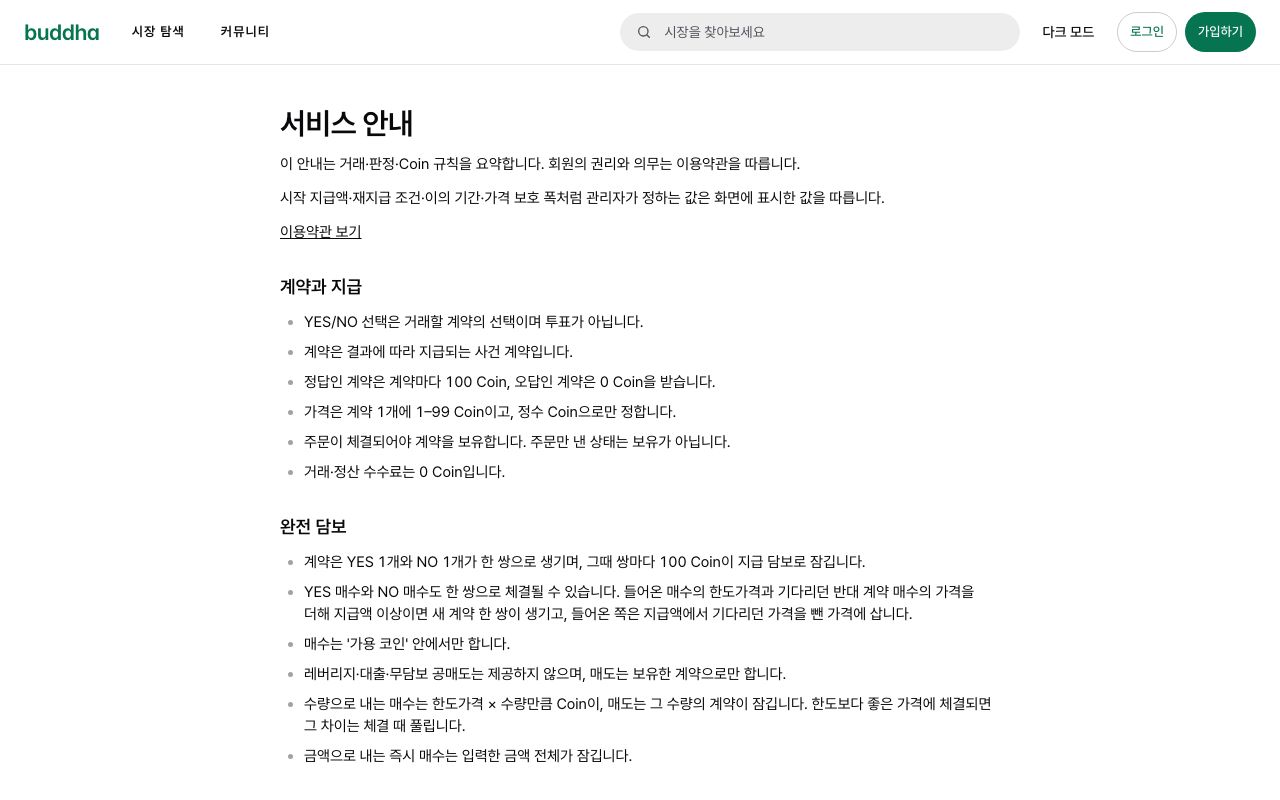 buddha
시장 탐색
커뮤니티
시장을 찾아보세요
다크 모드
로그인
가입하기
서비스 안내
이 안내는 거래·판정·Coin 규칙을 요약합니다. 회원의 권리와 의무는 이용약관을 따릅니다.
시작 지급액·재지급 조건·이의 기간·가격 보호 폭처럼 관리자가 정하는 값은 화면에 표시한 값을 따릅니다.
이용약관 보기
계약과 지급
YES/NO 선택은 거래할 계약의 선택이며 투표가 아닙니다.
계약은 결과에 따라 지급되는 사건 계약입니다.
정답인 계약은 계약마다 100 Coin, 오답인 계약은 0 Coin을 받습니다.
가격은 계약 1개에 1–99 Coin이고, 정수 Coin으로만 정합니다.
주문이 체결되어야 계약을 보유합니다. 주문만 낸 상태는 보유가 아닙니다.
거래·정산 수수료는 0 Coin입니다.
완전 담보
계약은 YES 1개와 NO 1개가 한 쌍으로 생기며, 그때 쌍마다 100 Coin이 지급 담보로 잠깁니다.
YES 매수와 NO 매수도 한 쌍으로 체결될 수 있습니다. 들어온 매수의 한도가격과 기다리던 반대 계약 매수의 가격을
더해 지급액 이상이면 새 계약 한 쌍이 생기고, 들어온 쪽은 지급액에서 기다리던 가격을 뺀 가격에 삽니다.
매수는 '가용 코인' 안에서만 합니다.
레버리지·대출·무담보 공매도는 제공하지 않으며, 매도는 보유한 계약으로만 합니다.
수량으로 내는 매수는 한도가격 × 수량만큼 Coin이, 매도는 그 수량의 계약이 잠깁니다. 한도보다 좋은 가격에 체결되면
그 차이는 체결 때 풀립니다.
금액으로 내는 즉시 매수는 입력한 금액 전체가 잠깁니다.